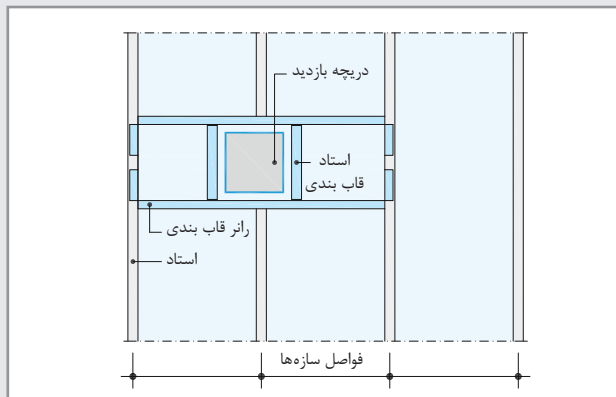 دریچه بازدید
استاد
قاب بندی
رانر قاب بندی
استاد
فواصل سازه‌ها